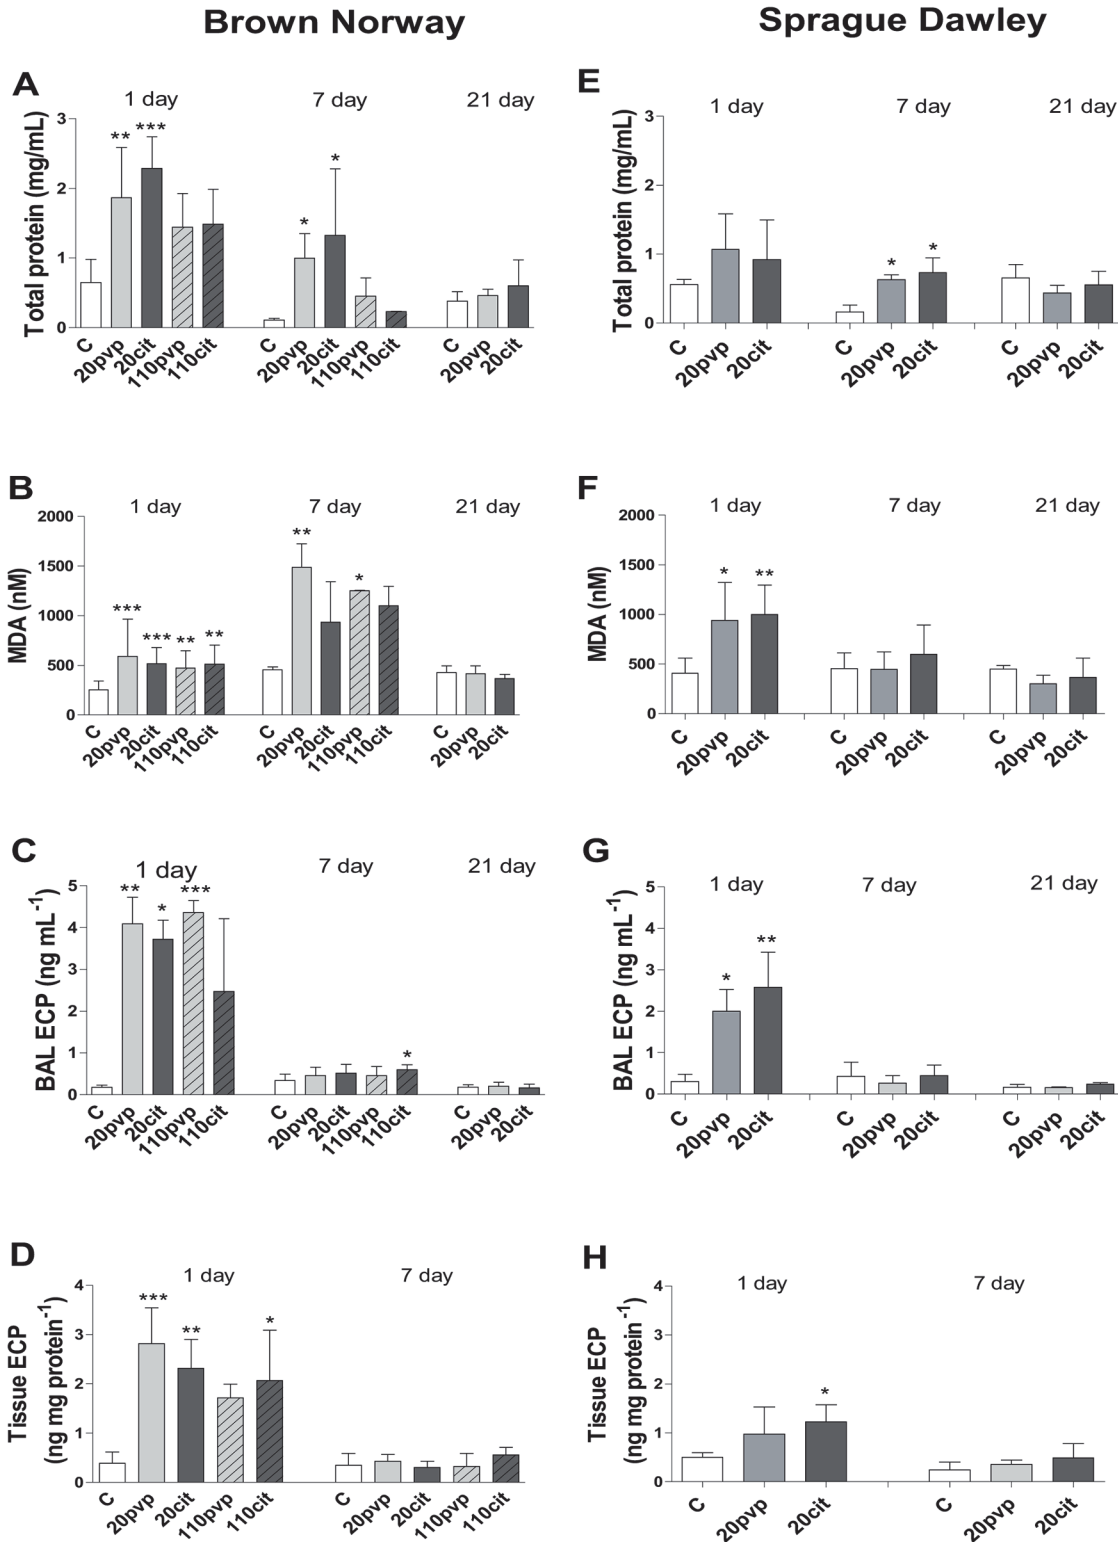 Brown Norway
Sprague Dawley
A
1 day
7 day
21 day
Total protein (mg/mL)
3
2
1
0
** *** * *
C 20pvp 20cit 110pvp 110cit
C 20pvp 20cit 110pvp 110cit
C 20pvp 20cit
E
1 day
7 day
21 day
Total protein (mg/mL)
3
2
1
0
* *
C 20pvp 20cit
C 20pvp 20cit
C 20pvp 20cit
B
1 day
7 day
21 day
MDA (nM)
2000
1500
1000
500
0
*** *** ** ** ** *
C 20pvp 20cit 110pvp 110cit
C 20pvp 20cit 110pvp 110cit
C 20pvp 20cit
F
1 day
7 day
21 day
MDA (nM)
2000
1500
1000
500
0
* **
C 20pvp 20cit
C 20pvp 20cit
C 20pvp 20cit
C
1 day
7 day
21 day
BAL ECP (ng mL⁻¹)
5
4
3
2
1
0
** * *** *
C 20pvp 20cit 110pvp 110cit
C 20pvp 20cit 110pvp 110cit
C 20pvp 20cit
G
1 day
7 day
21 day
BAL ECP (ng mL⁻¹)
5
4
3
2
1
0
* **
C 20pvp 20cit
C 20pvp 20cit
C 20pvp 20cit
D
1 day
7 day
Tissue ECP
(ng mg protein⁻¹)
4
3
2
1
0
*** ** *
C 20pvp 20cit 110pvp 110cit
C 20pvp 20cit 110pvp 110cit
H
1 day
7 day
Tissue ECP
(ng mg protein⁻¹)
4
3
2
1
0
*
C 20pvp 20cit
C 20pvp 20cit